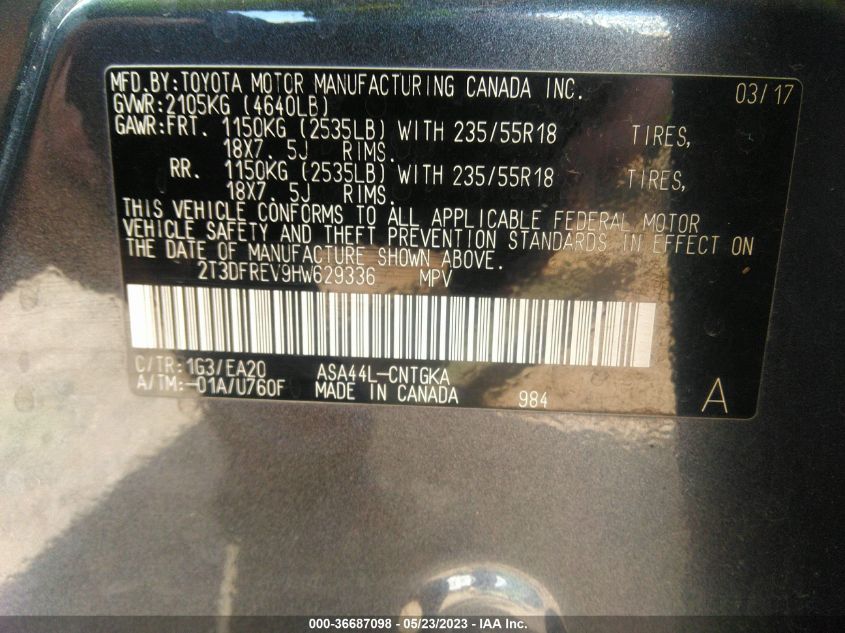 MFD.BY:TOYOTA MOTOR MANUFACTURING CANADA INC. 03/17
GVWR:2105KG (4640LB)
GAWR:FRT. 1150KG (2535LB) WITH 235/55R18 TIRES,
18X7. 5J RIMS.
RR. 1150KG (2535LB) WITH 235/55R18 TIRES,
18X7. 5J RIMS.
THIS VEHICLE CONFORMS TO ALL APPLICABLE FEDERAL MOTOR
VEHICLE SAFETY AND THEFT PREVENTION STANDARDS IN EFFECT ON
THE DATE OF MANUFACTURE SHOWN ABOVE.
2T3DFREV9HW629336 MPV
C/TR:1G3/EA20 ASA44L-CNTGKA
A/TM:-01A/U760F MADE IN CANADA 984 A
000-36687098 - 05/23/2023 - IAA Inc.